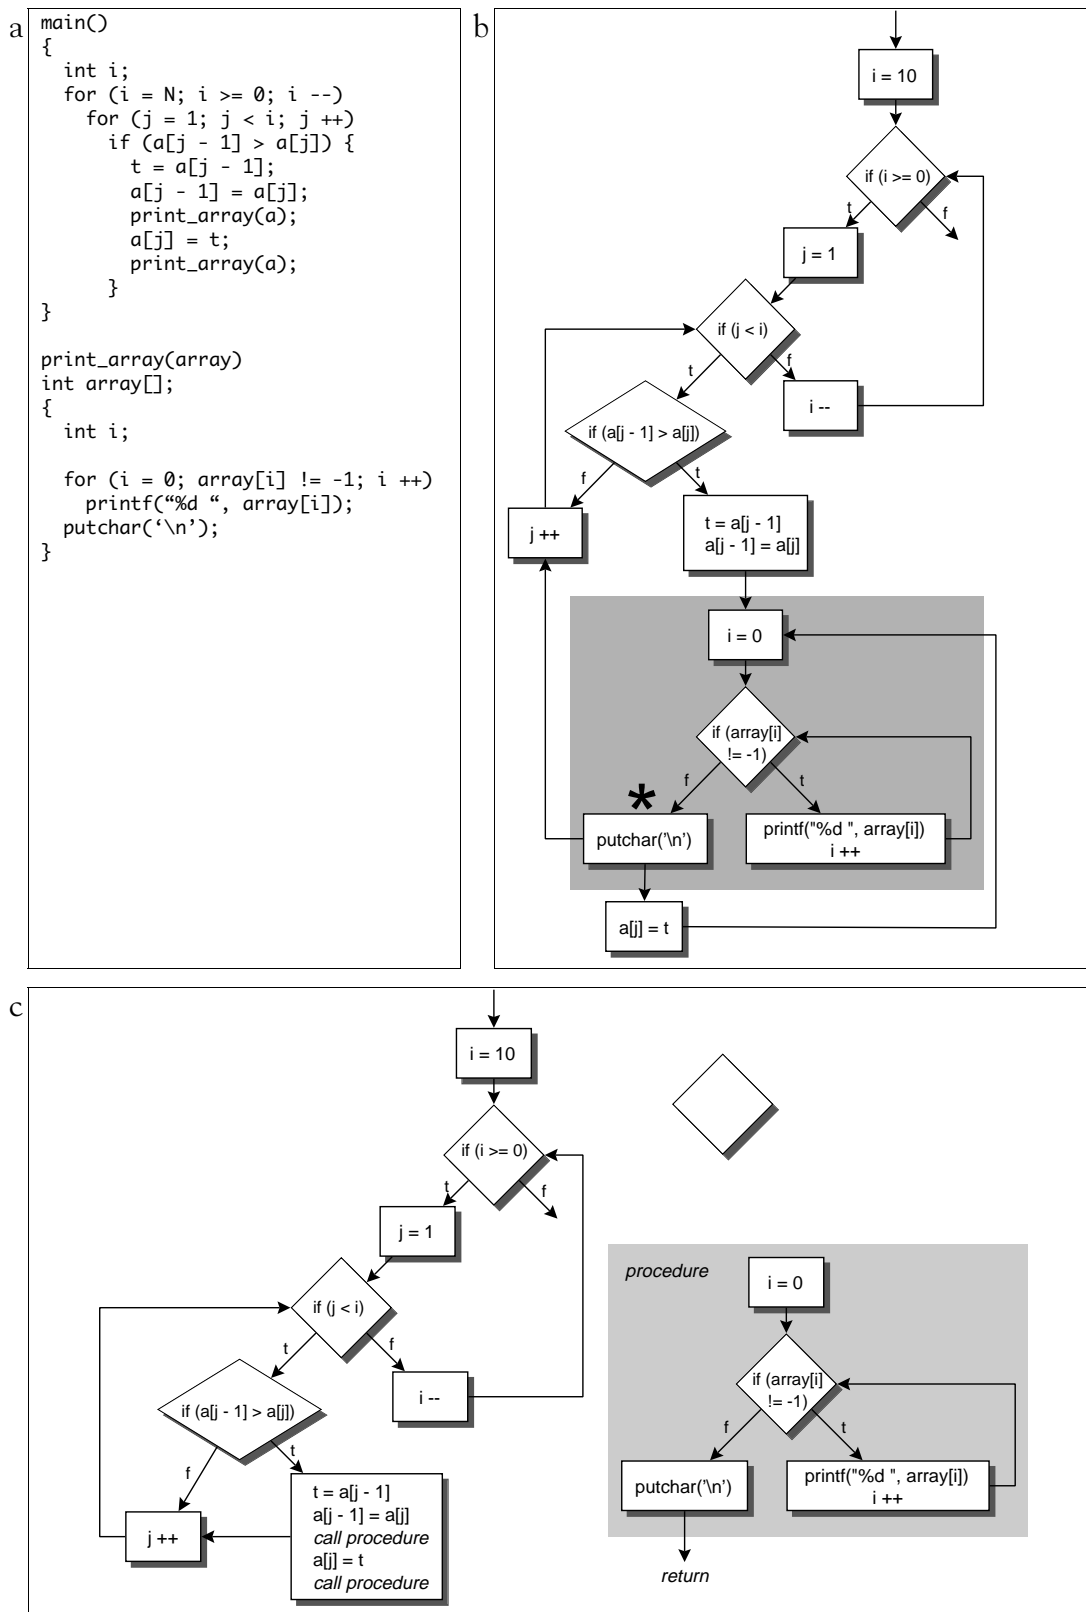 a
main()
{
  int i;
  for (i = N; i >= 0; i --)
    for (j = 1; j < i; j ++)
      if (a[j - 1] > a[j]) {
        t = a[j - 1];
        a[j - 1] = a[j];
        print_array(a);
        a[j] = t;
        print_array(a);
      }
}

print_array(array)
int array[];
{
  int i;

  for (i = 0; array[i] != -1; i ++)
    printf(“%d “, array[i]);
  putchar(‘\n’);
}
b
i = 10
if (i >= 0)
t
f
j = 1
if (j < i)
t
f
i --
if (a[j - 1] > a[j])
f
t
j ++
t = a[j - 1]
a[j - 1] = a[j]
i = 0
if (array[i]
!= -1)
f
t
*
putchar('\n')
printf("%d ", array[i])
i ++
a[j] = t
c
i = 10
if (i >= 0)
t
f
j = 1
if (j < i)
t
f
i --
if (a[j - 1] > a[j])
f
t
j ++
t = a[j - 1]
a[j - 1] = a[j]
call procedure
a[j] = t
call procedure
procedure
i = 0
if (array[i]
!= -1)
f
t
putchar('\n')
printf("%d ", array[i])
i ++
return